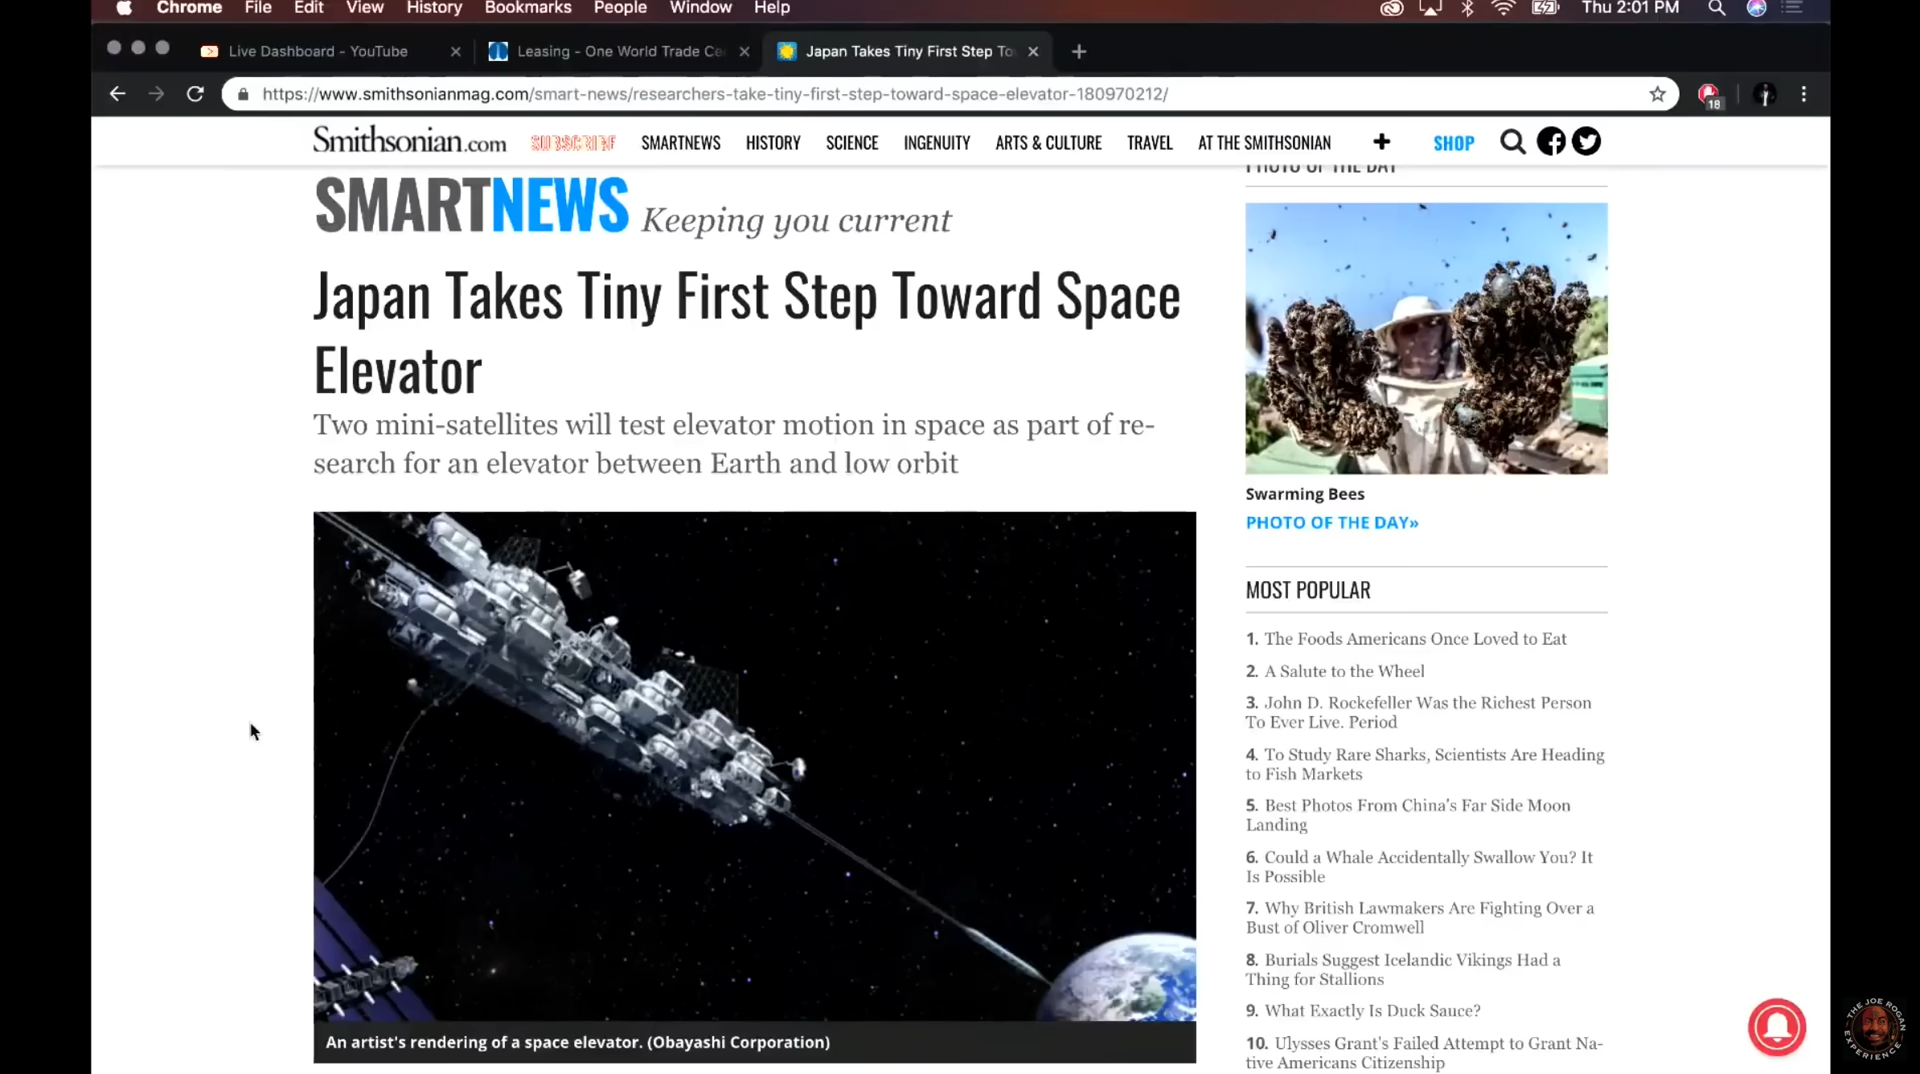 Chrome File Edit View History Bookmarks People Window Help Thu 2:01 PM
Live Dashboard - YouTube Leasing - One World Trade Ce Japan Takes Tiny First Step To
https://www.smithsonianmag.com/smart-news/researchers-take-tiny-first-step-toward-space-elevator-180970212/
18
Smithsonian.com SUBSCRIBE SMARTNEWS HISTORY SCIENCE INGENUITY ARTS & CULTURE TRAVEL AT THE SMITHSONIAN SHOP
SMARTNEWS Keeping you current
Japan Takes Tiny First Step Toward Space
Elevator
Two mini-satellites will test elevator motion in space as part of re-
search for an elevator between Earth and low orbit
An artist's rendering of a space elevator. (Obayashi Corporation)
PHOTO OF THE DAY
Swarming Bees
PHOTO OF THE DAY»
MOST POPULAR
1. The Foods Americans Once Loved to Eat
2. A Salute to the Wheel
3. John D. Rockefeller Was the Richest Person
To Ever Live. Period
4. To Study Rare Sharks, Scientists Are Heading
to Fish Markets
5. Best Photos From China's Far Side Moon
Landing
6. Could a Whale Accidentally Swallow You? It
Is Possible
7. Why British Lawmakers Are Fighting Over a
Bust of Oliver Cromwell
8. Burials Suggest Icelandic Vikings Had a
Thing for Stallions
9. What Exactly Is Duck Sauce?
10. Ulysses Grant's Failed Attempt to Grant Na-
tive Americans Citizenship
THE JOE ROGAN
EXPERIENCE